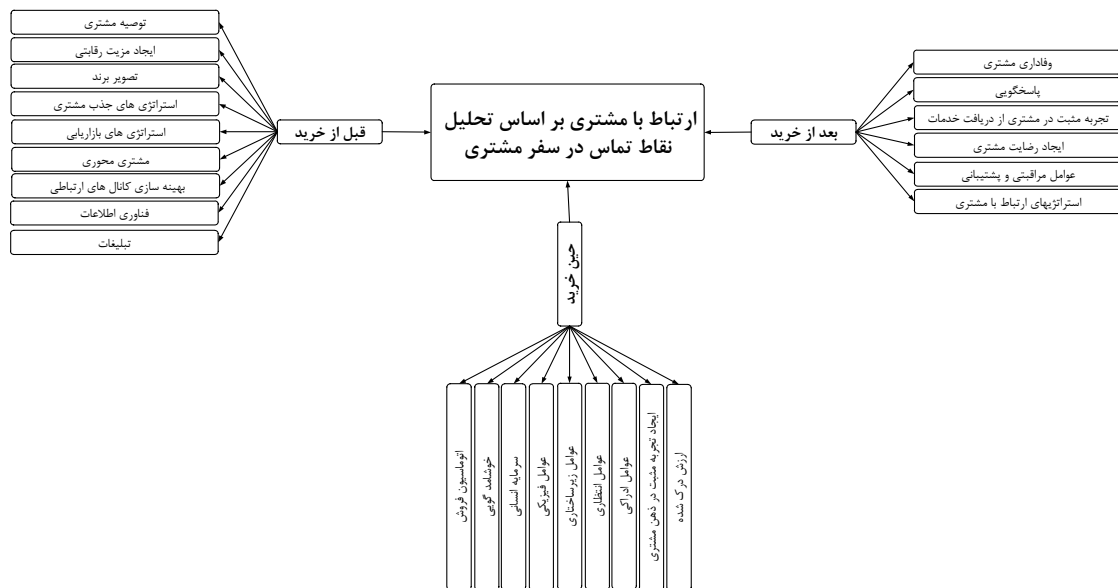 ارتباط با مشتری بر اساس تحلیل
نقاط تماس در سفر مشتری
بعد از خرید
وفاداری مشتری
پاسخگویی
تجربه مثبت در مشتری از دریافت خدمات
ایجاد رضایت مشتری
عوامل مراقبتی و پشتیبانی
استراتژیهای ارتباط با مشتری
قبل از خرید
توصیه مشتری
ایجاد مزیت رقابتی
تصویر برند
استراتژی های جذب مشتری
استراتژی های بازاریابی
مشتری محوری
بهینه سازی کانال های ارتباطی
فناوری اطلاعات
تبلیغات
حین خرید
ارزش درک شده
ایجاد تجربه مثبت در ذهن مشتری
عوامل ادراکی
عوامل انتظاری
عوامل زیرساختاری
عوامل فیزیکی
سرمایه انسانی
خوشامد گویی
اتوماسیون فروش